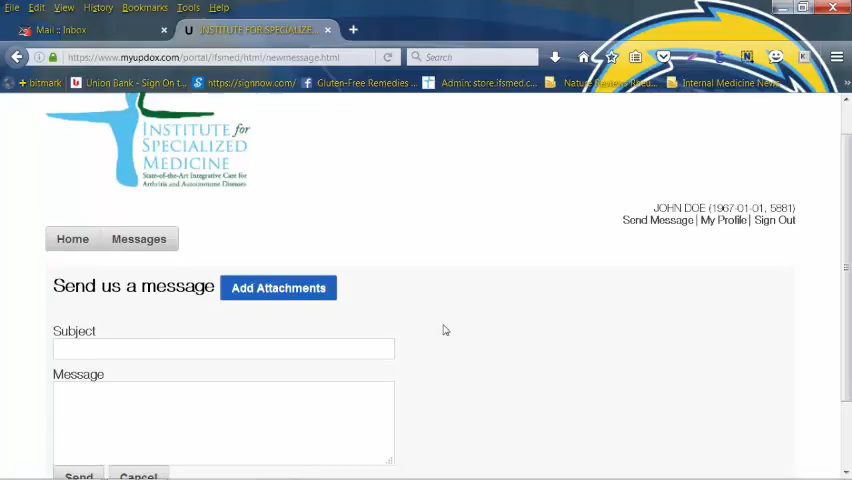 File Edit View History Bookmarks Tools Help
Mail :: Inbox
INSTITUTE FOR SPECIALIZE...
https://www.myupdox.com/portal/ifsmed/html/newmessage.html
Search
bitmark
Union Bank - Sign On t...
https://signnow.com/
Gluten-Free Remedies ...
Admin: store.ifsmed.c...
Nature Reviews Rheu...
Internal Medicine News...
INSTITUTE for
SPECIALIZED
MEDICINE
State-of-the-Art Integrative Care for
Arthritis and Autoimmune Diseases
JOHN DOE (1967-01-01, 5881)
Send Message | My Profile | Sign Out
Home Messages
Send us a message Add Attachments
Subject
Message
Send Cancel